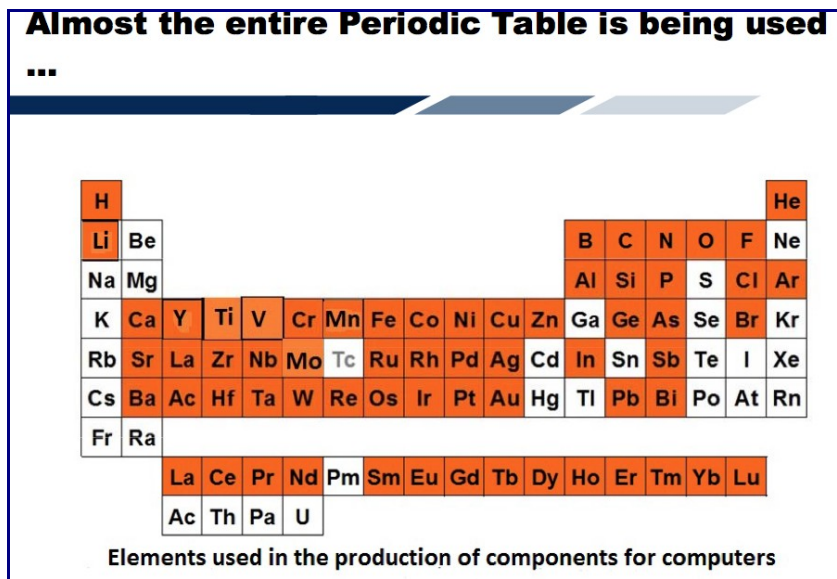 Almost the entire Periodic Table is being used
...
H He
Li Be B C N O F Ne
Na Mg Al Si P S Cl Ar
K Ca Y Ti V Cr Mn Fe Co Ni Cu Zn Ga Ge As Se Br Kr
Rb Sr La Zr Nb Mo Tc Ru Rh Pd Ag Cd In Sn Sb Te I Xe
Cs Ba Ac Hf Ta W Re Os Ir Pt Au Hg Tl Pb Bi Po At Rn
Fr Ra
La Ce Pr Nd Pm Sm Eu Gd Tb Dy Ho Er Tm Yb Lu
Ac Th Pa U
Elements used in the production of components for computers